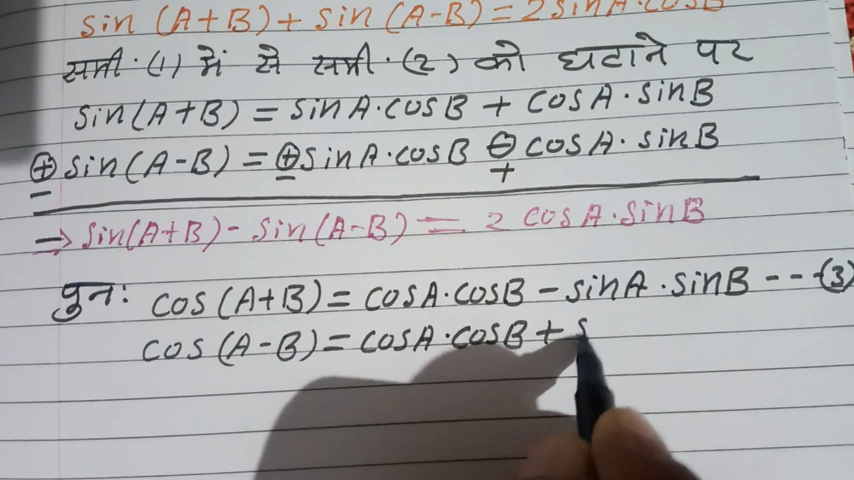 sin (A+B) + sin (A-B) = 2 sinA·cosB
समी·(1) में से समी·(2) को घटाने पर
sin(A+B) = sinA·cosB + cosA·sinB
⊕ sin(A-B) = ⊕ sinA·cosB ⊖ cosA·sinB
− − +
⇒ sin(A+B) - sin(A-B) = 2 cosA·sinB
पुनः cos(A+B) = cosA·cosB - sinA·sinB ---(3)
cos(A-B) = cosA·cosB + s